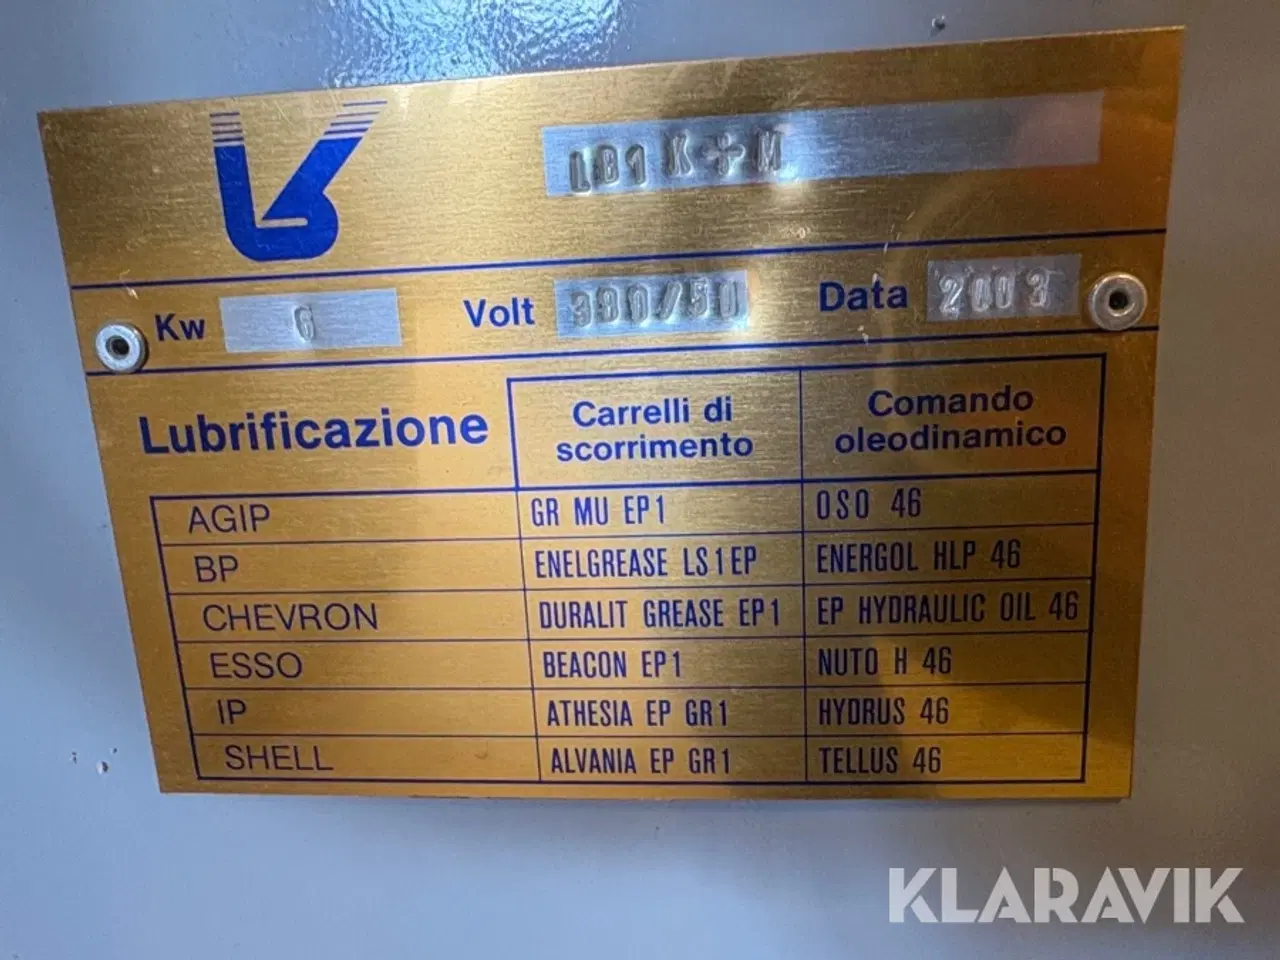 LB1 K÷M
Kw 6 Volt 380/50 Data 2003
Lubrificazione
Carrelli di
scorrimento
Comando
oleodinamico
AGIP GR MU EP1 OSO 46
BP ENELGREASE LS1EP ENERGOL HLP 46
CHEVRON DURALIT GREASE EP1 EP HYDRAULIC OIL 46
ESSO BEACON EP1 NUTO H 46
IP ATHESIA EP GR1 HYDRUS 46
SHELL ALVANIA EP GR1 TELLUS 46
KLARAVIK